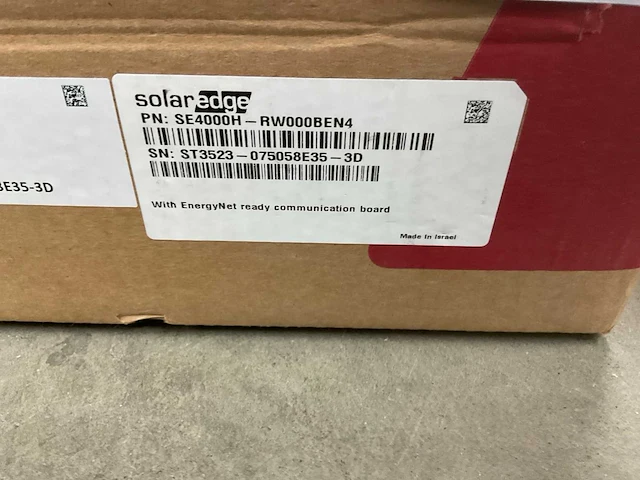 solaredge
PN: SE4000H-RW000BEN4
SN: ST3523-075058E35-3D
With EnergyNet ready communication board
Made in Israel
E35-3D